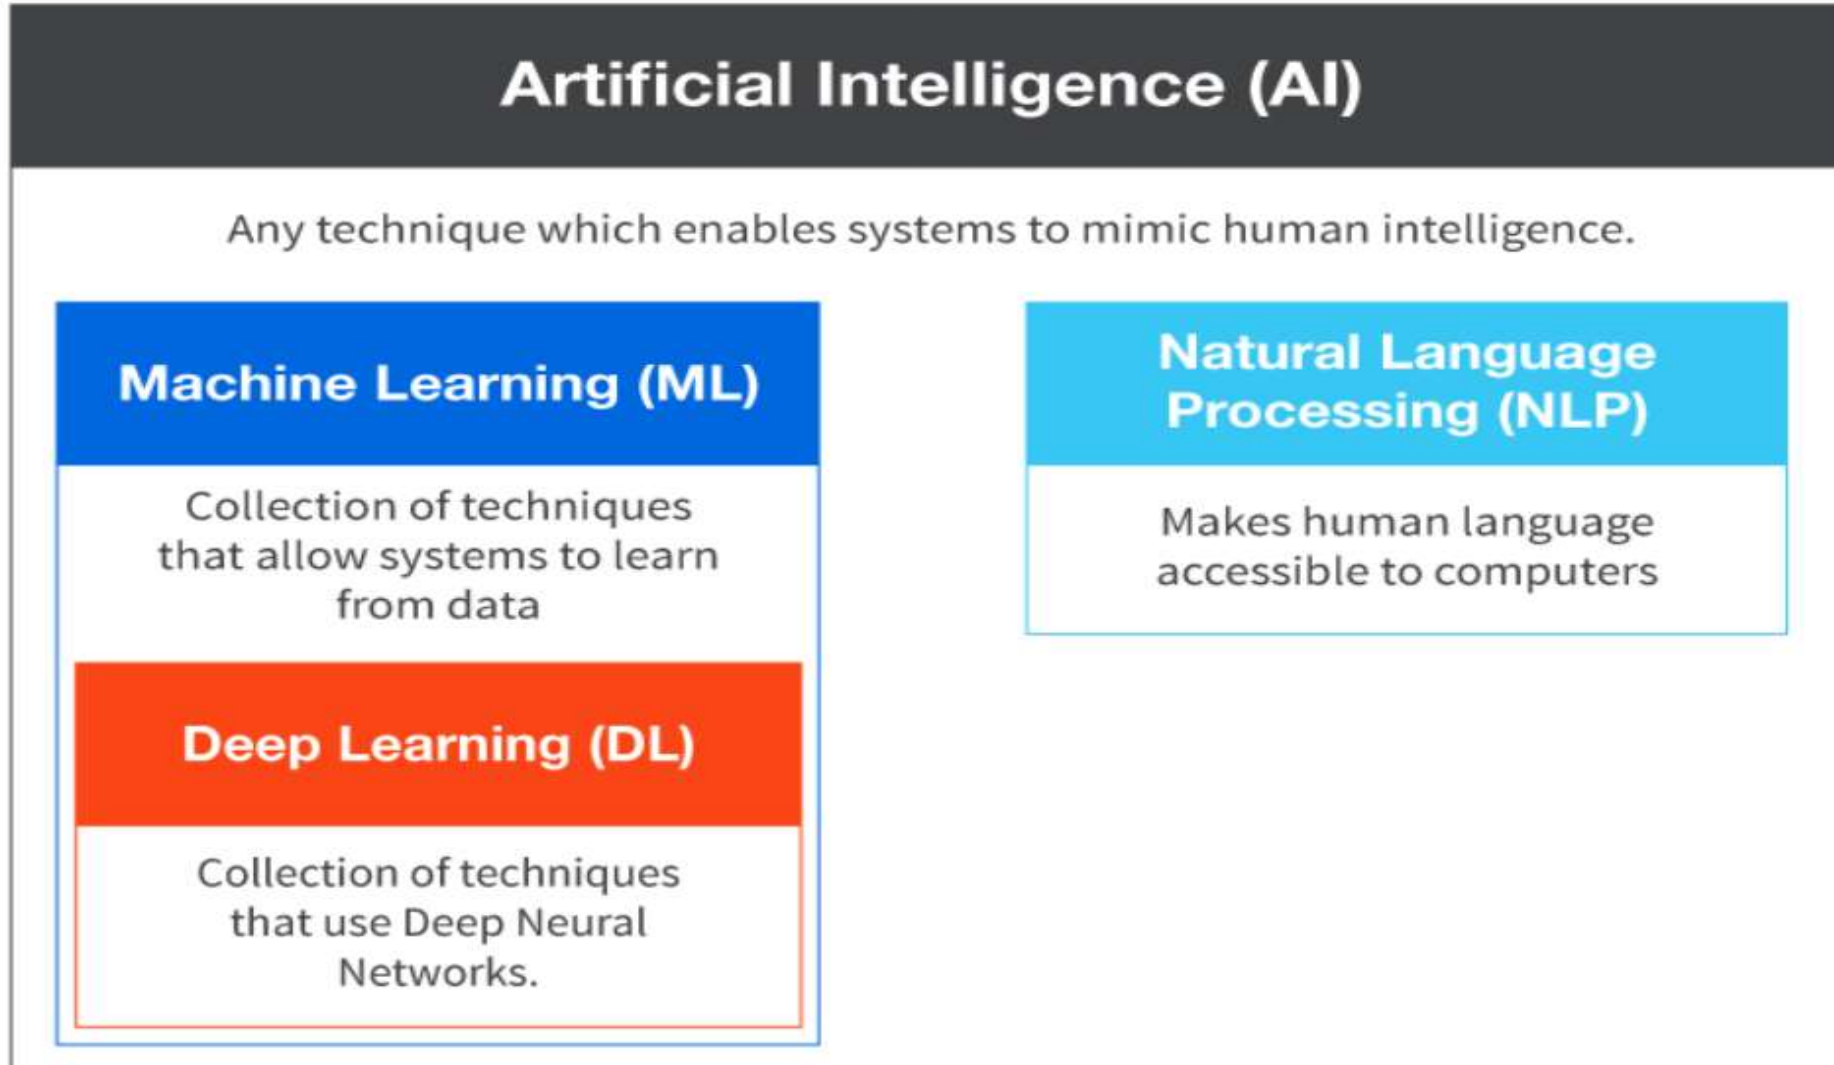 Artificial Intelligence (AI)
Any technique which enables systems to mimic human intelligence.
Machine Learning (ML)
Collection of techniques
that allow systems to learn
from data
Deep Learning (DL)
Collection of techniques
that use Deep Neural
Networks.
Natural Language
Processing (NLP)
Makes human language
accessible to computers